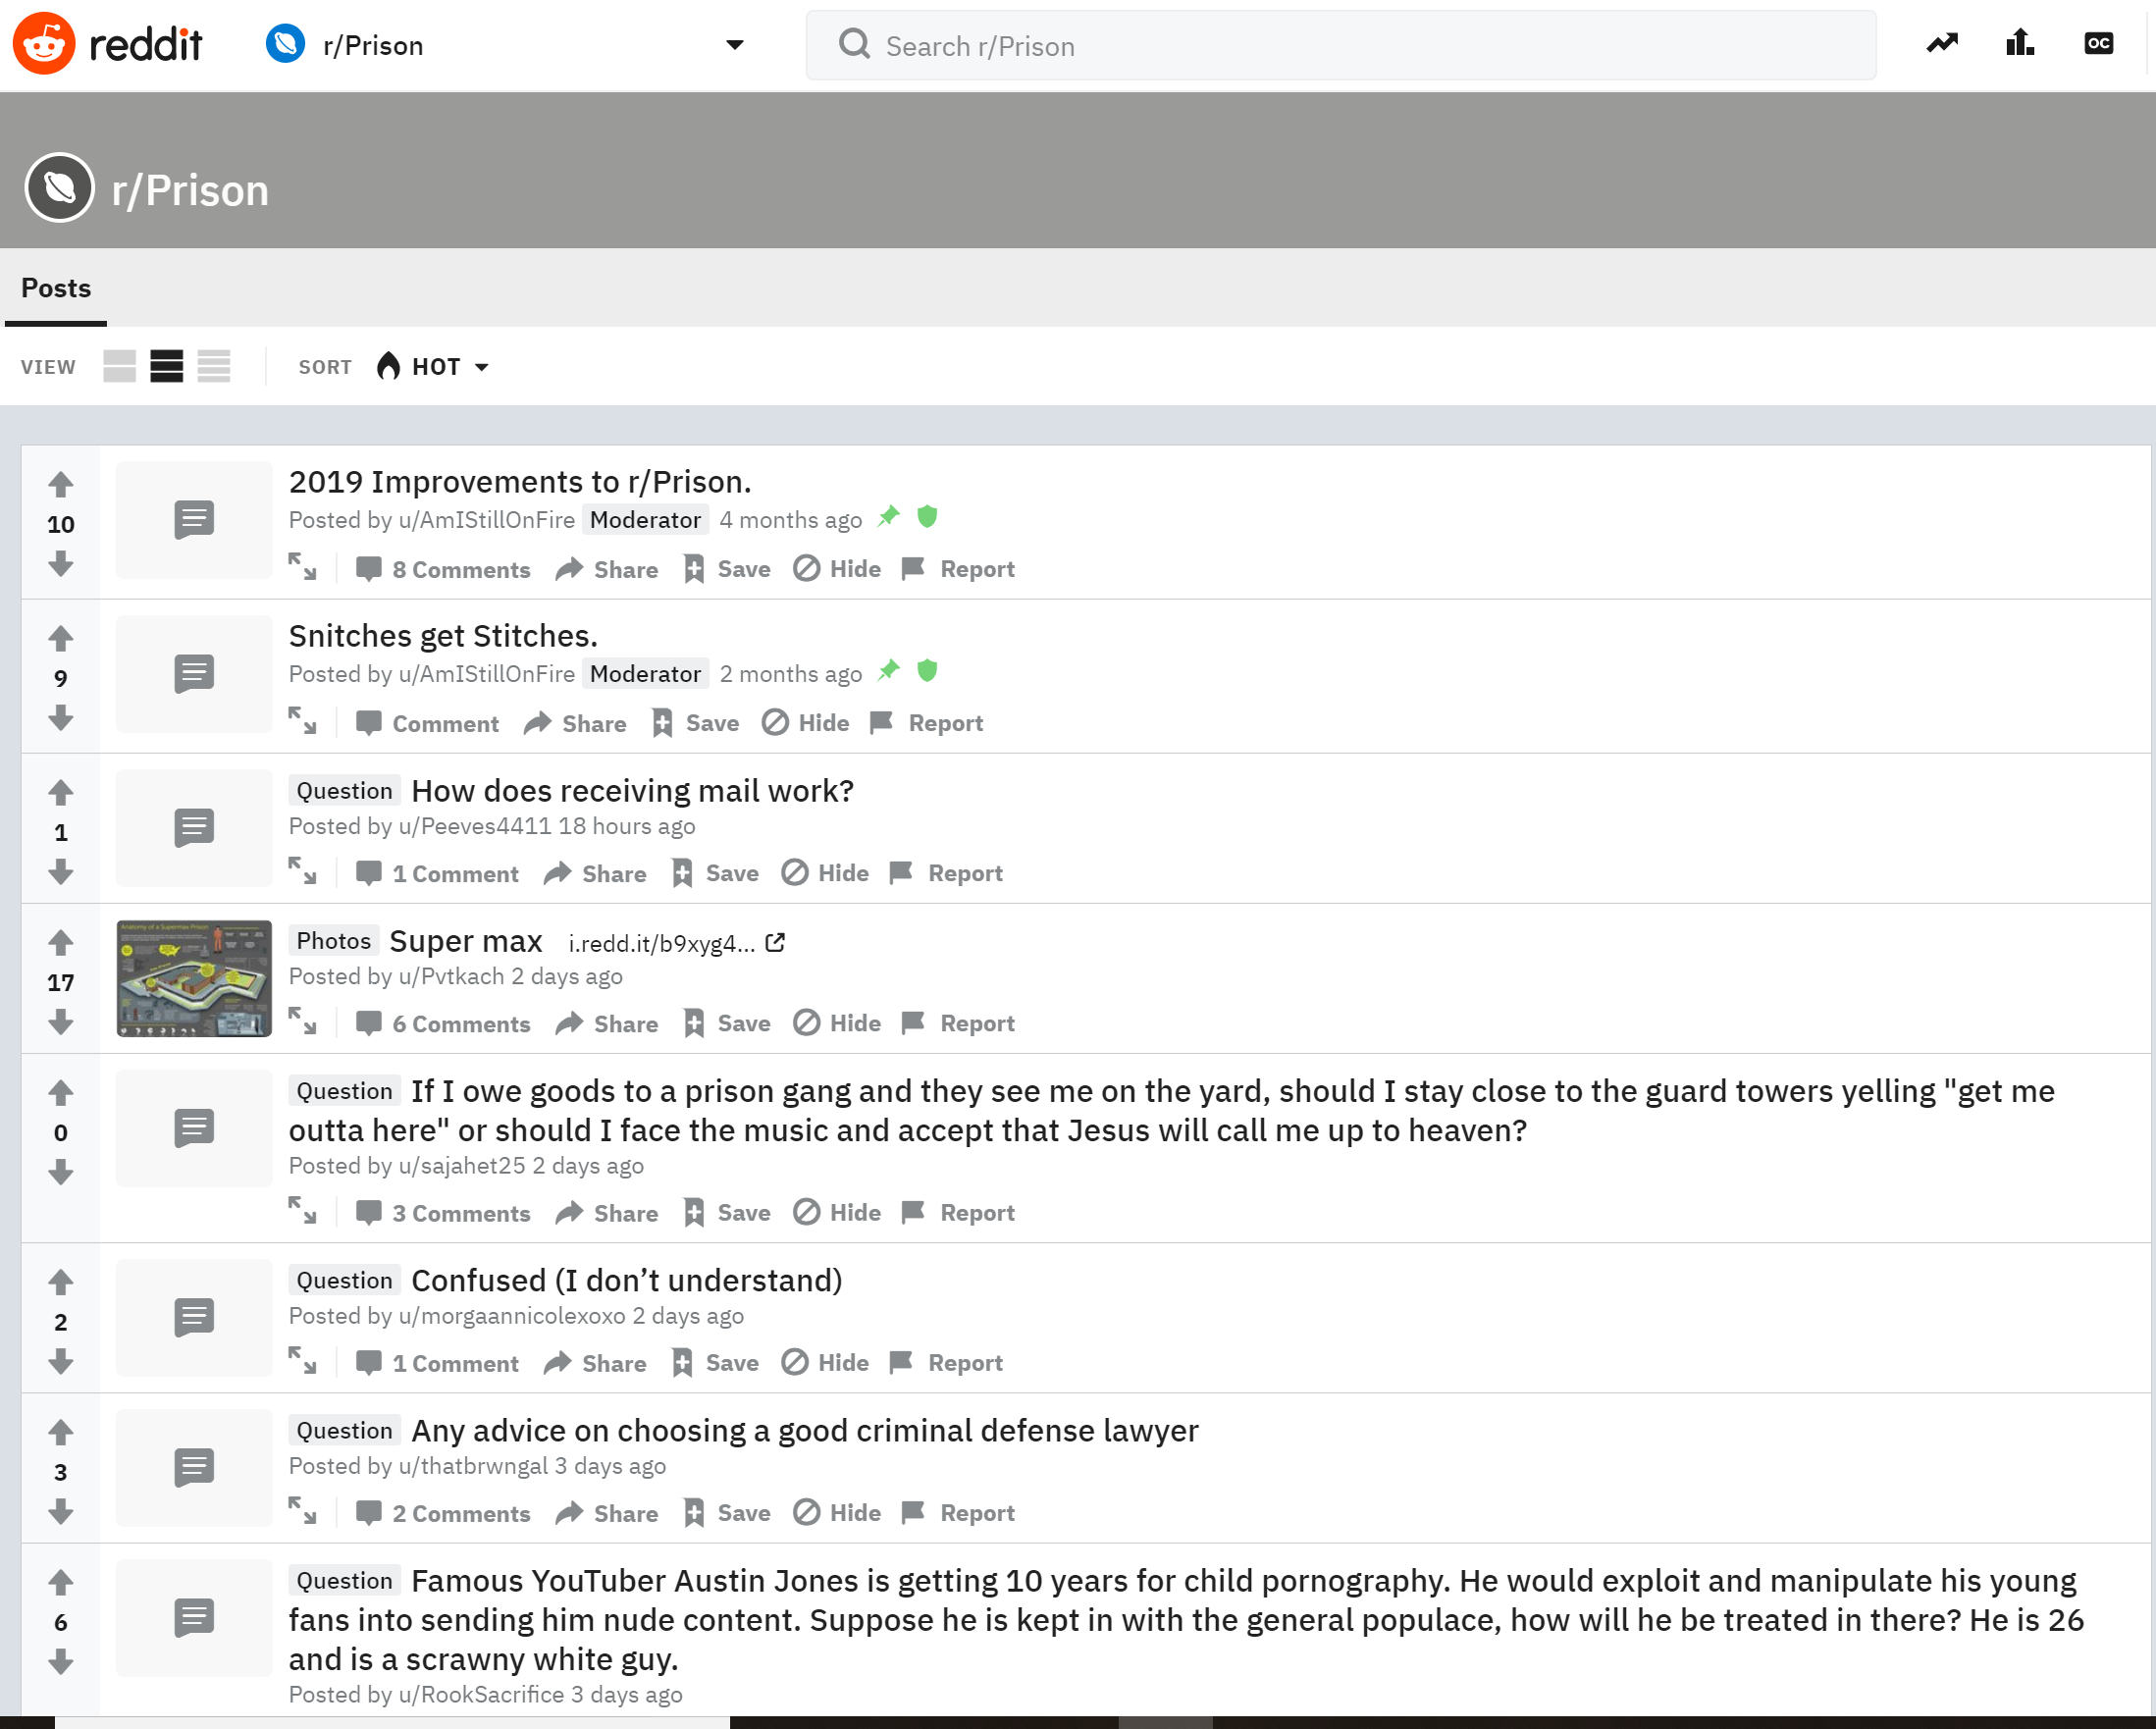 reddit r/Prison Search r/Prison OC
r/Prison
Posts
VIEW SORT HOT
2019 Improvements to r/Prison.
10 Posted by u/AmIStillOnFire Moderator 4 months ago
8 Comments Share Save Hide Report
Snitches get Stitches.
9 Posted by u/AmIStillOnFire Moderator 2 months ago
Comment Share Save Hide Report
Question How does receiving mail work?
1 Posted by u/Peeves4411 18 hours ago
1 Comment Share Save Hide Report
Anatomy of a Supermax Prison
Photos Super max i.redd.it/b9xyg4...
17 Posted by u/Pvtkach 2 days ago
6 Comments Share Save Hide Report
Question If I owe goods to a prison gang and they see me on the yard, should I stay close to the guard towers yelling "get me
0 outta here" or should I face the music and accept that Jesus will call me up to heaven?
Posted by u/sajahet25 2 days ago
3 Comments Share Save Hide Report
Question Confused (I don’t understand)
2 Posted by u/morgaannicolexoxo 2 days ago
1 Comment Share Save Hide Report
Question Any advice on choosing a good criminal defense lawyer
3 Posted by u/thatbrwngal 3 days ago
2 Comments Share Save Hide Report
Question Famous YouTuber Austin Jones is getting 10 years for child pornography. He would exploit and manipulate his young
6 fans into sending him nude content. Suppose he is kept in with the general populace, how will he be treated in there? He is 26
and is a scrawny white guy.
Posted by u/RookSacrifice 3 days ago